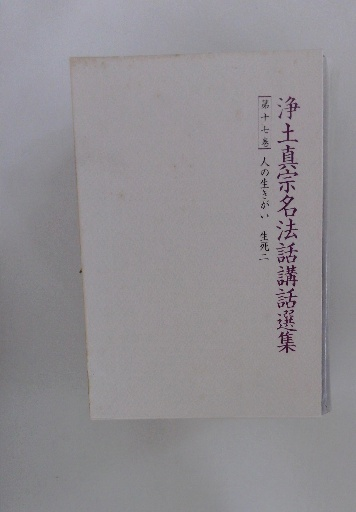 浄土真宗名法話講話選集
第十七巻 人の生きがい 生死二